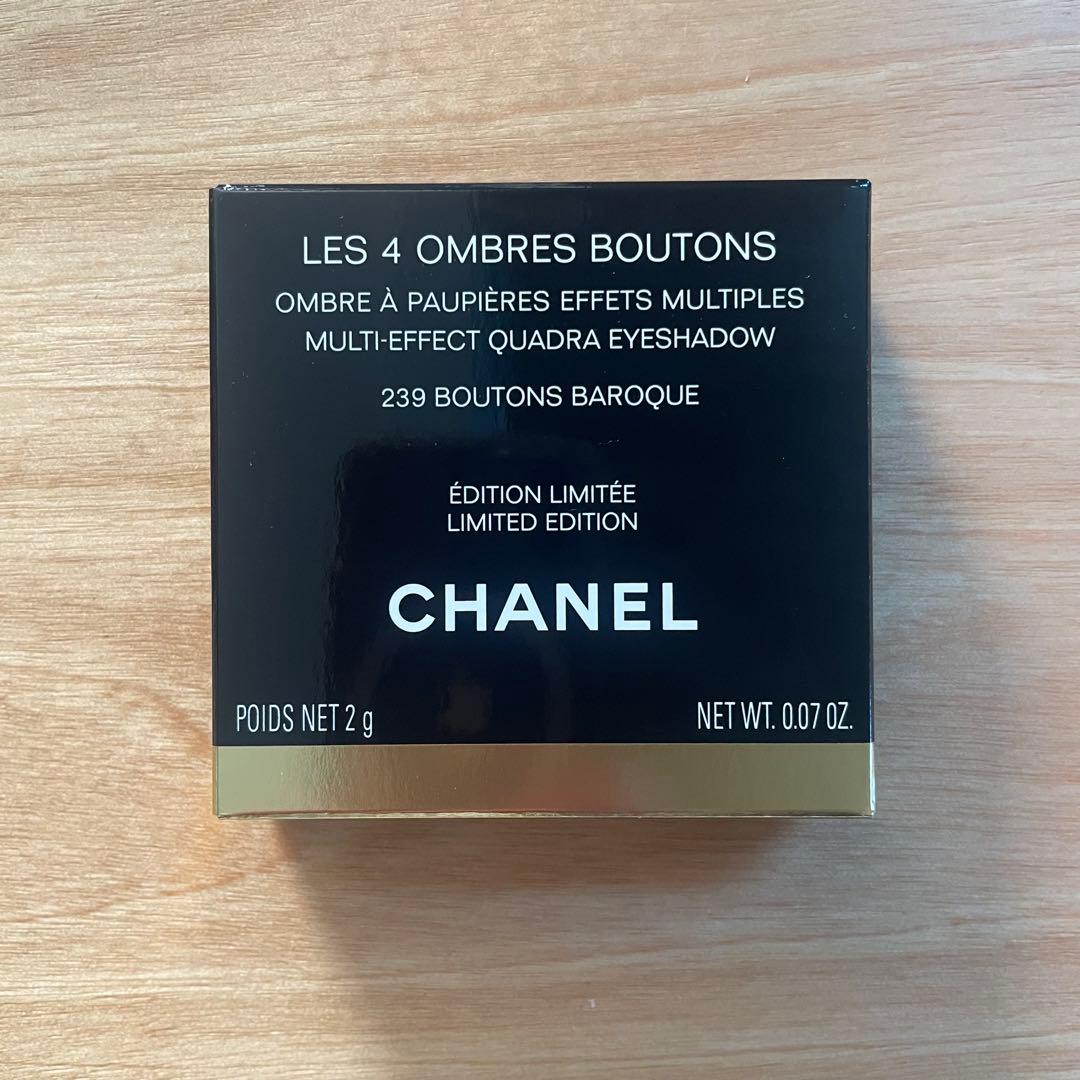 LES 4 OMBRES BOUTONS
OMBRE À PAUPIÈRES EFFETS MULTIPLES
MULTI-EFFECT QUADRA EYESHADOW
239 BOUTONS BAROQUE
ÉDITION LIMITÉE
LIMITED EDITION
CHANEL
POIDS NET 2 g
NET WT. 0.07 OZ.